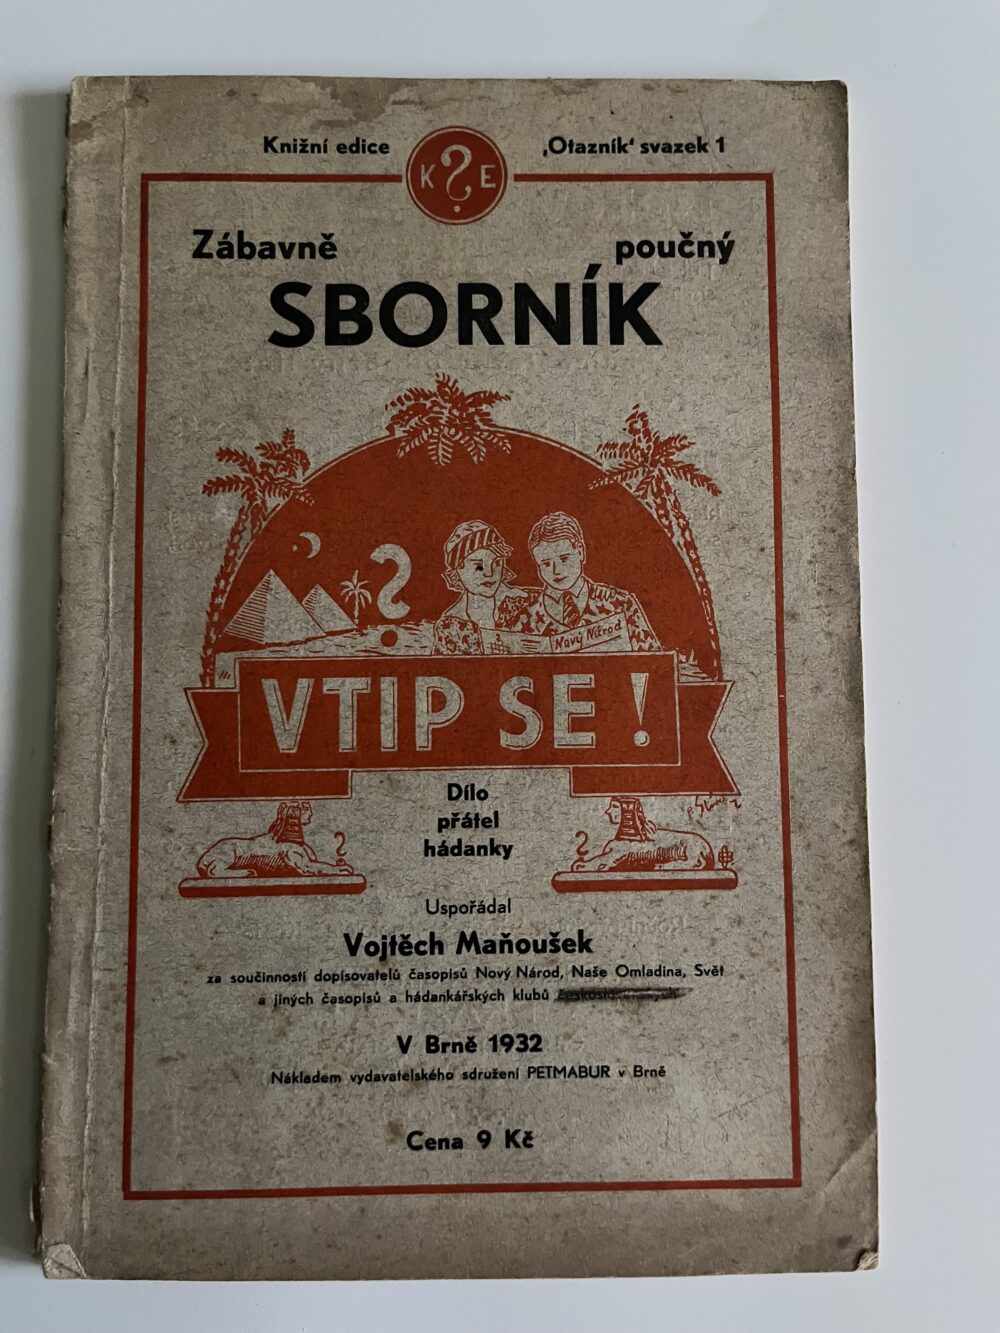 Knižní edice
K ? E
‚Otazník‘ svazek 1
Zábavně poučný
SBORNÍK
?
Nový Národ
VTIP SE!
Dílo
přátel
hádanky
?
?
Uspořádal
Vojtěch Maňoušek
za součinnosti dopisovatelů časopisů Nový Národ, Naše Omladina, Svět
a jiných časopisů a hádankářských klubů
V Brně 1932
Nákladem vydavatelského sdružení PETMABUR v Brně
Cena 9 Kč